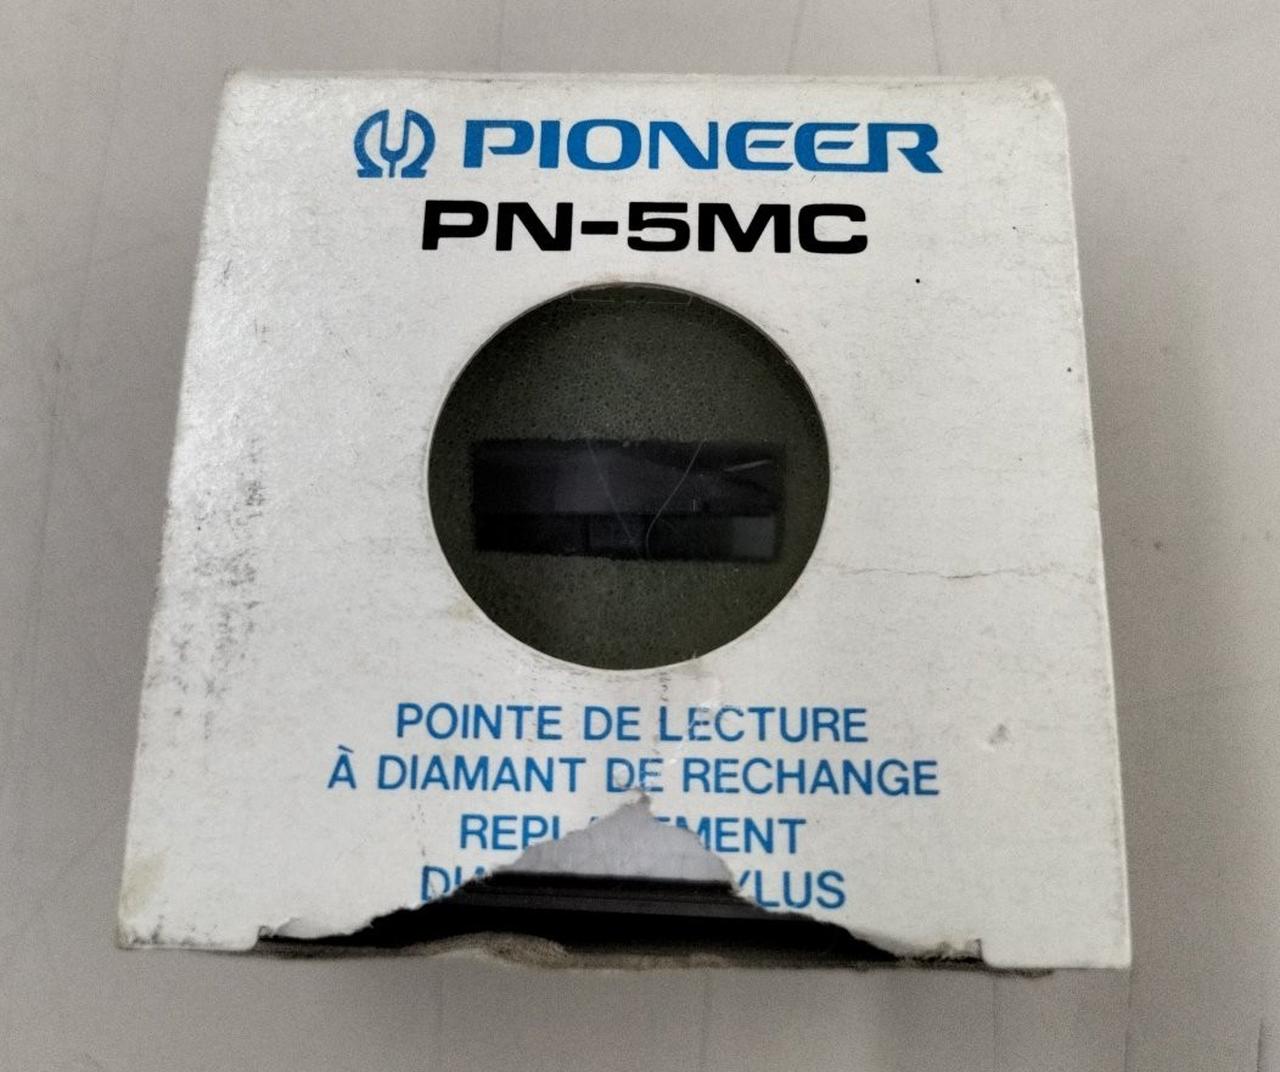 PIONEER
PN-5MC
POINTE DE LECTURE
À DIAMANT DE RECHANGE